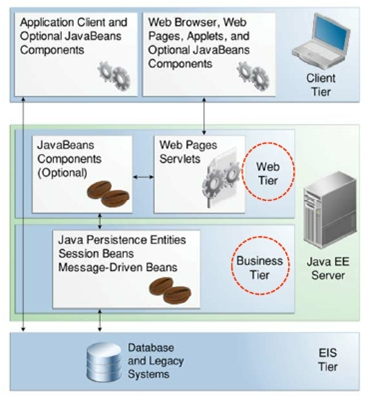 Application Client and
Optional JavaBeans
Components
Web Browser, Web
Pages, Applets, and
Optional JavaBeans
Components
Client
Tier
JavaBeans
Components
(Optional)
Web Pages
Servlets
Web
Tier
Java Persistence Entities
Session Beans
Message-Driven Beans
Business
Tier
Java EE
Server
Database
and Legacy
Systems
EIS
Tier